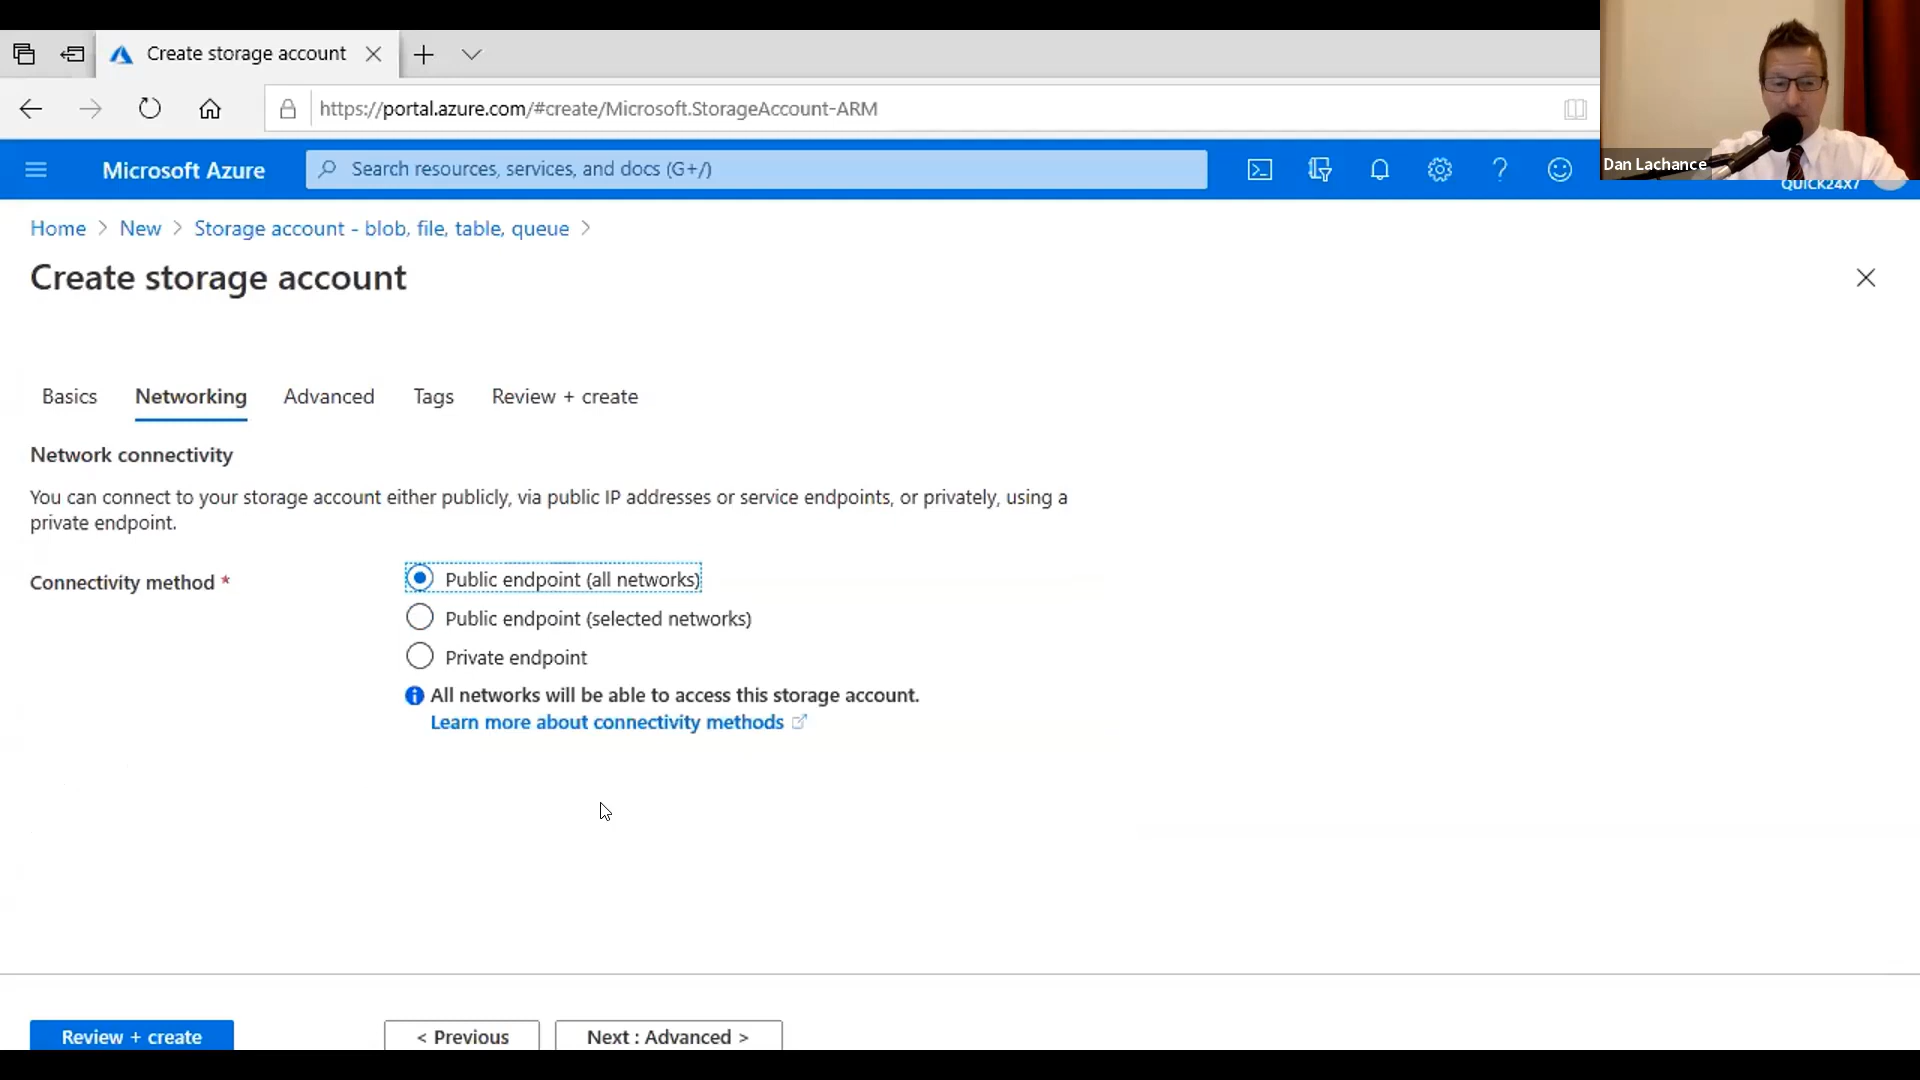 Create storage account
https://portal.azure.com/#create/Microsoft.StorageAccount-ARM
Microsoft Azure
Search resources, services, and docs (G+/)
Dan Lachance
QUICK24X7
Home > New > Storage account - blob, file, table, queue >
Create storage account
Basics Networking Advanced Tags Review + create
Network connectivity
You can connect to your storage account either publicly, via public IP addresses or service endpoints, or privately, using a
private endpoint.
Connectivity method *
Public endpoint (all networks)
Public endpoint (selected networks)
Private endpoint
All networks will be able to access this storage account.
Learn more about connectivity methods
Review + create
< Previous
Next : Advanced >